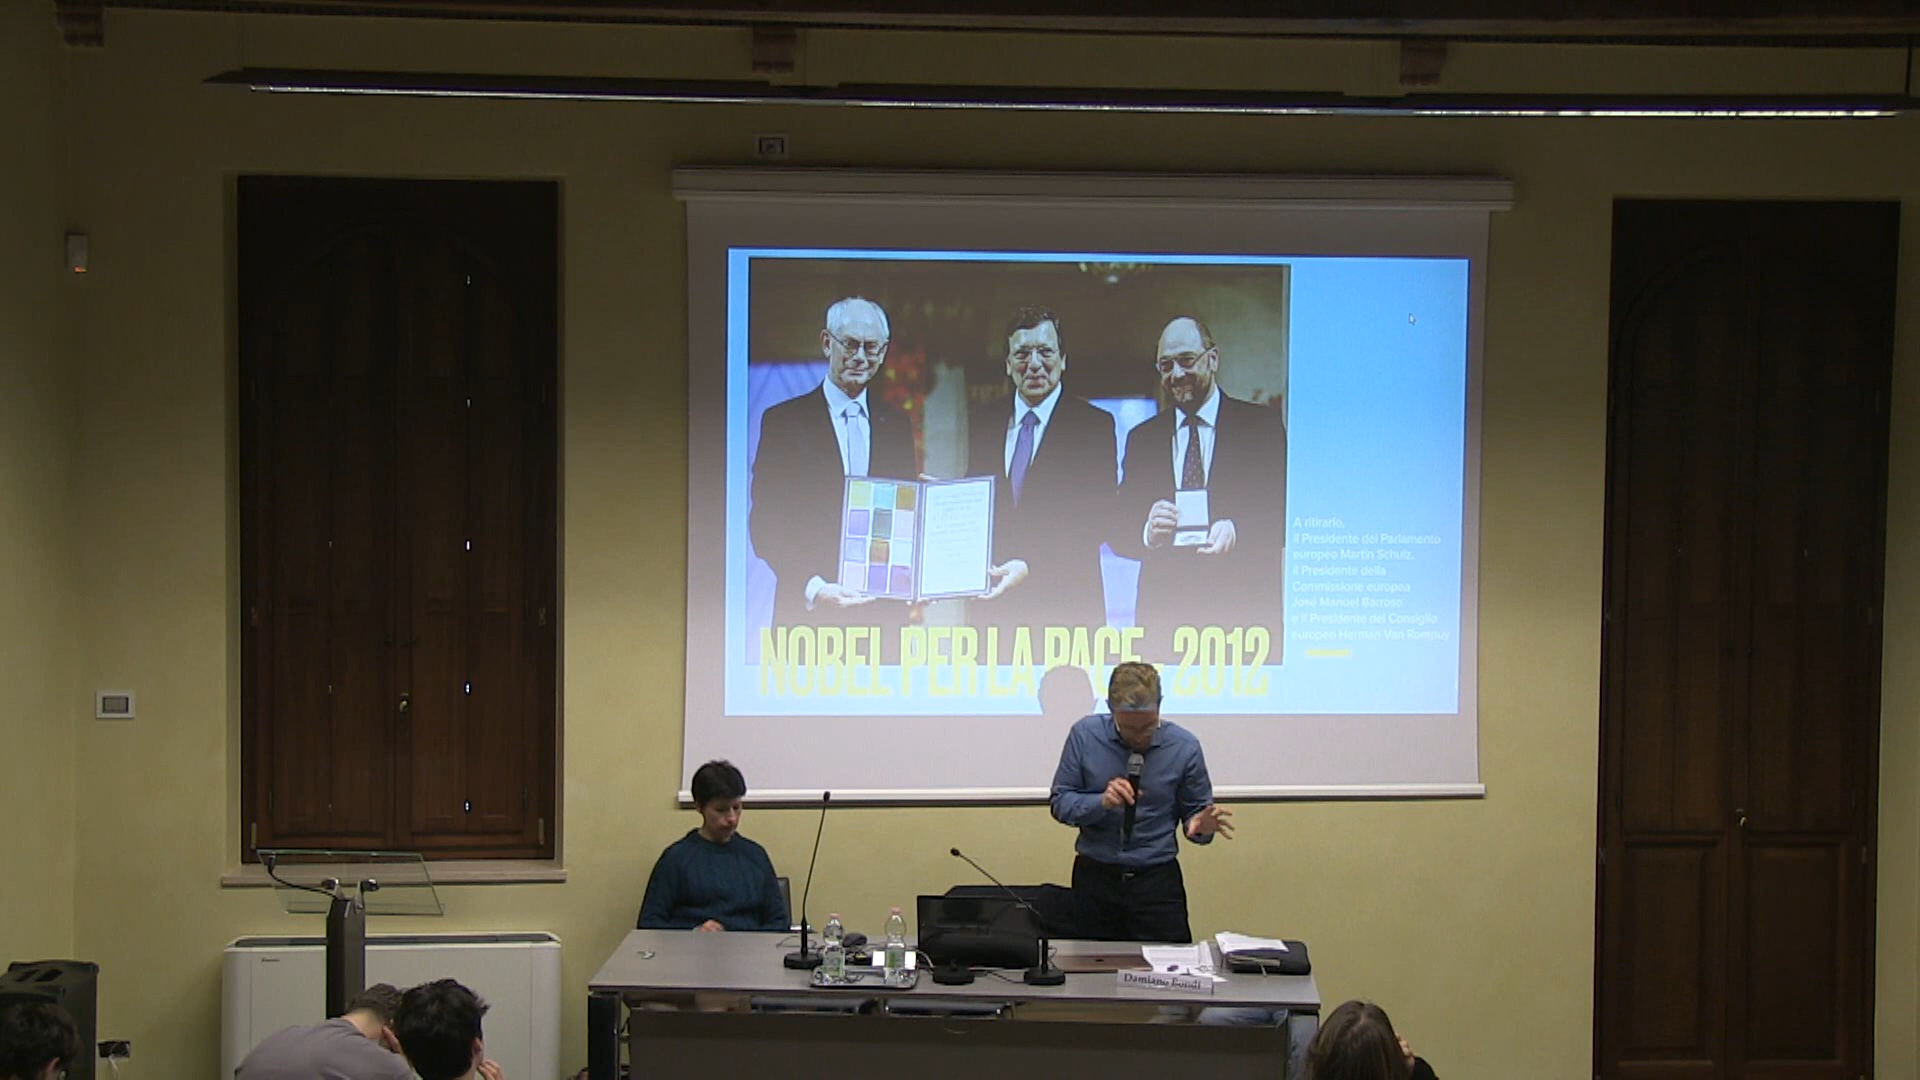 A ritirarlo,
il Presidente del Parlamento
europeo Martin Schulz,
il Presidente della
Commissione europea
José Manuel Barroso
e il Presidente del Consiglio
europeo Herman Van Rompuy
NOBEL PER LA PACE - 2012
Damiano Bondi